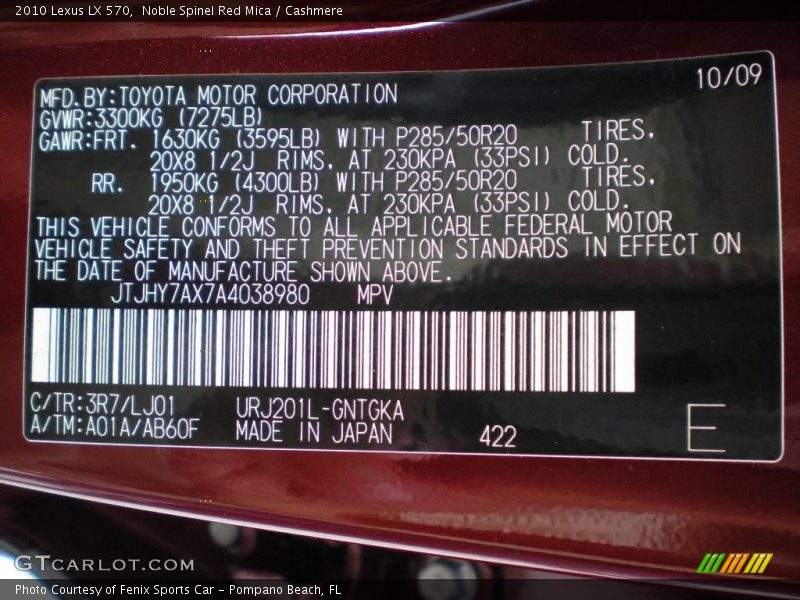 2010 Lexus LX 570,  Noble Spinel Red Mica / Cashmere
10/09
MFD.BY:TOYOTA MOTOR CORPORATION
GVWR:3300KG (7275LB)
GAWR:FRT. 1630KG (3595LB) WITH P285/50R20 TIRES,
20X8 1/2J RIMS, AT 230KPA (33PSI) COLD.
RR. 1950KG (4300LB) WITH P285/50R20 TIRES,
20X8 1/2J RIMS, AT 230KPA (33PSI) COLD.
THIS VEHICLE CONFORMS TO ALL APPLICABLE FEDERAL MOTOR
VEHICLE SAFETY AND THEFT PREVENTION STANDARDS IN EFFECT ON
THE DATE OF MANUFACTURE SHOWN ABOVE.
JTJHY7AX7A4038980 MPV
C/TR:3R7/LJ01 URJ201L-GNTGKA
A/TM:A01A/AB60F MADE IN JAPAN 422 E
GTCARLOT.COM
Photo Courtesy of Fenix Sports Car - Pompano Beach, FL